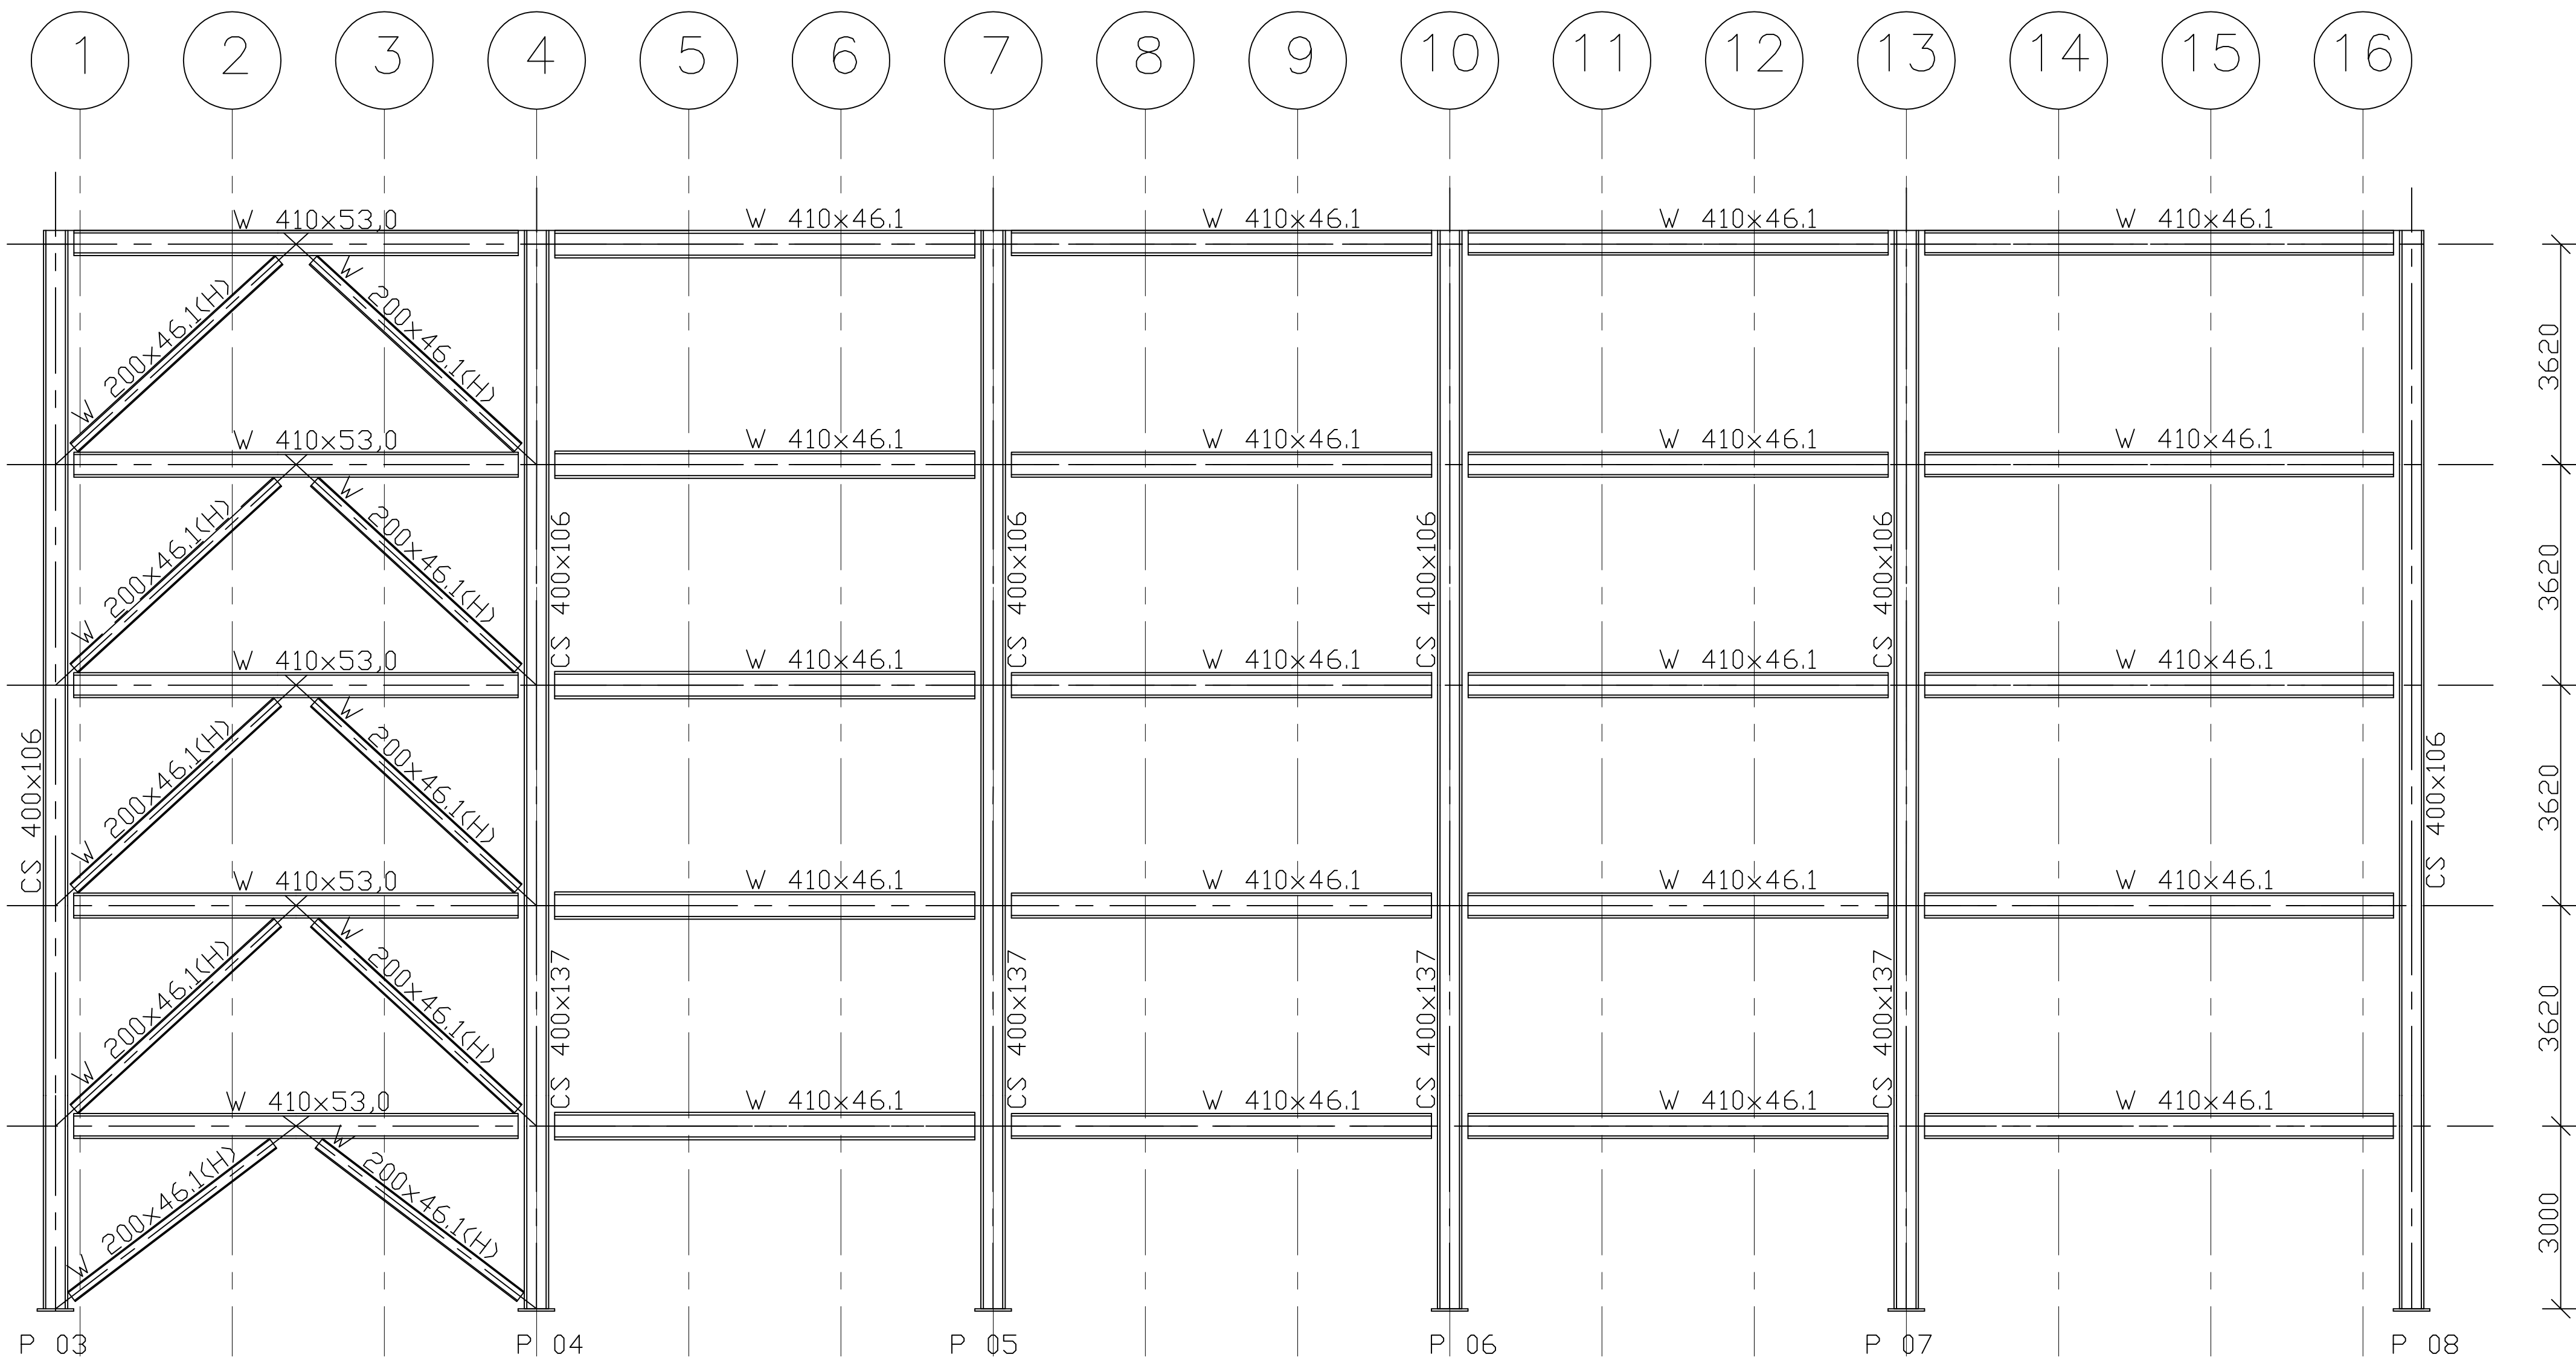 1 2 3 4 5 6 7 8 9 10 11 12 13 14 15 16
W 410x53,0 W 410x46.1 W 410x46.1 W 410x46.1 W 410x46.1
W 200x46,1(H) W 200x46,1(H) 3620
W 410x53,0 W 410x46.1 W 410x46.1 W 410x46.1 W 410x46.1
W 200x46,1(H) W 200x46,1(H) CS 400x106 CS 400x106 CS 400x106 CS 400x106 3620
W 410x53,0 W 410x46.1 W 410x46.1 W 410x46.1 W 410x46.1
CS 400x106 W 200x46,1(H) W 200x46,1(H) CS 400x106 3620
W 410x53,0 W 410x46.1 W 410x46.1 W 410x46.1 W 410x46.1
W 200x46,1(H) W 200x46,1(H) CS 400x137 CS 400x137 CS 400x137 CS 400x137 3620
W 410x53,0 W 410x46.1 W 410x46.1 W 410x46.1 W 410x46.1
W 200x46,1(H) W 200x46,1(H) 3000
P 03 P 04 P 05 P 06 P 07 P 08